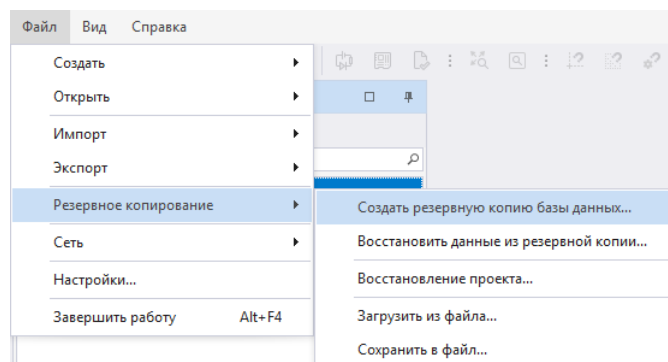 Файл Вид Справка
Создать
Открыть
Импорт
Экспорт
Резервное копирование
Создать резервную копию базы данных...
Сеть
Восстановить данные из резервной копии...
Настройки...
Восстановление проекта...
Завершить работу Alt+F4
Загрузить из файла...
Сохранить в файл...